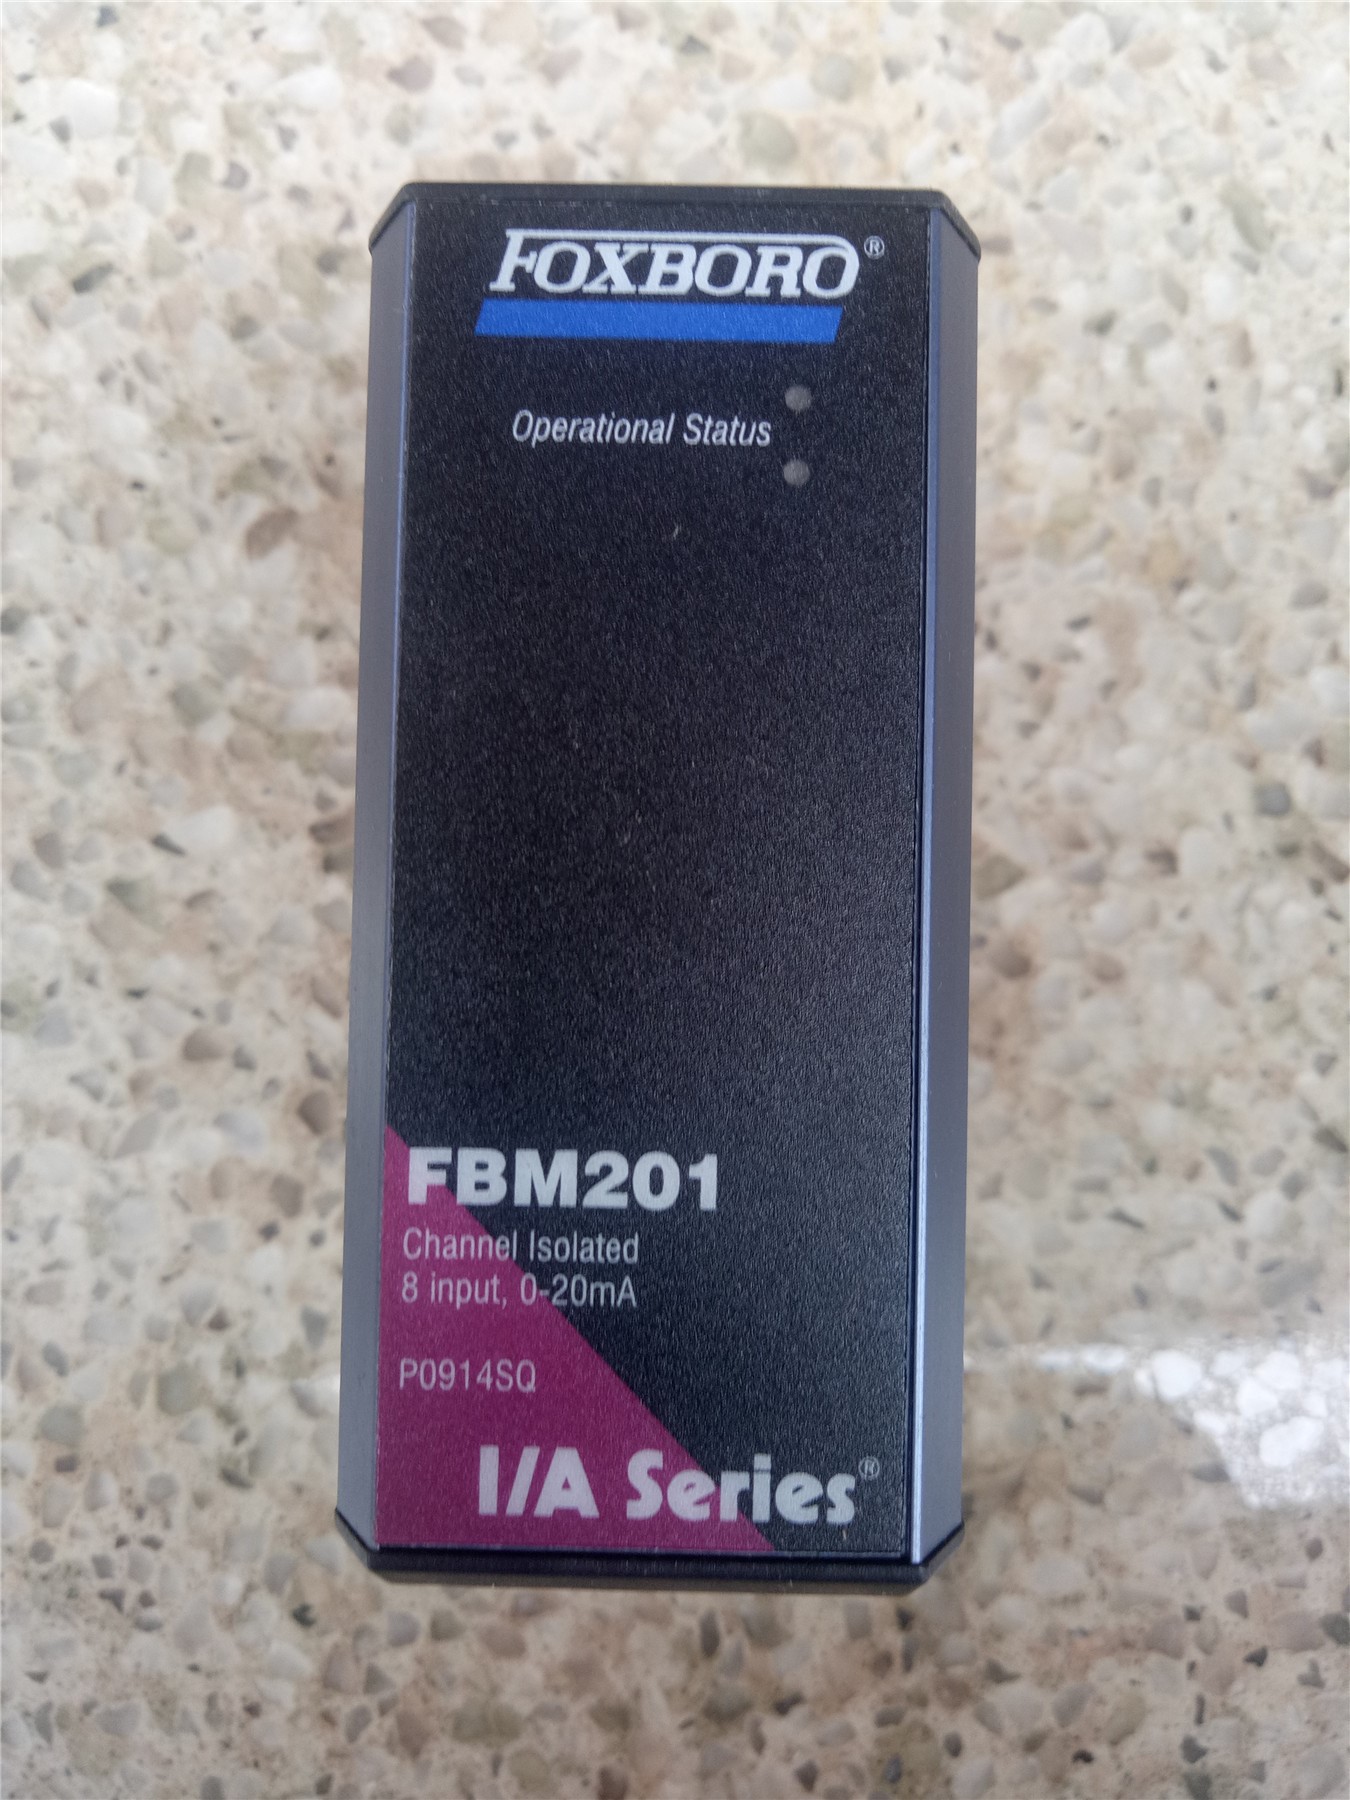 FOXBORO®
Operational Status
FBM201
Channel Isolated
8 input, 0-20mA
P0914SQ
I/A Series®